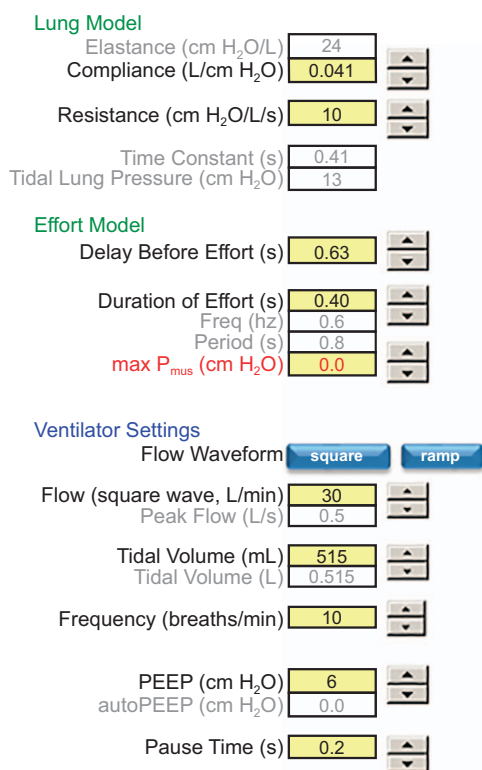 Lung Model
Elastance (cm H₂O/L) 24
Compliance (L/cm H₂O) 0.041
Resistance (cm H₂O/L/s) 10
Time Constant (s) 0.41
Tidal Lung Pressure (cm H₂O) 13
Effort Model
Delay Before Effort (s) 0.63
Duration of Effort (s) 0.40
Freq (hz) 0.6
Period (s) 0.8
max Pmus (cm H₂O) 0.0
Ventilator Settings
Flow Waveform square ramp
Flow (square wave, L/min) 30
Peak Flow (L/s) 0.5
Tidal Volume (mL) 515
Tidal Volume (L) 0.515
Frequency (breaths/min) 10
PEEP (cm H₂O) 6
autoPEEP (cm H₂O) 0.0
Pause Time (s) 0.2